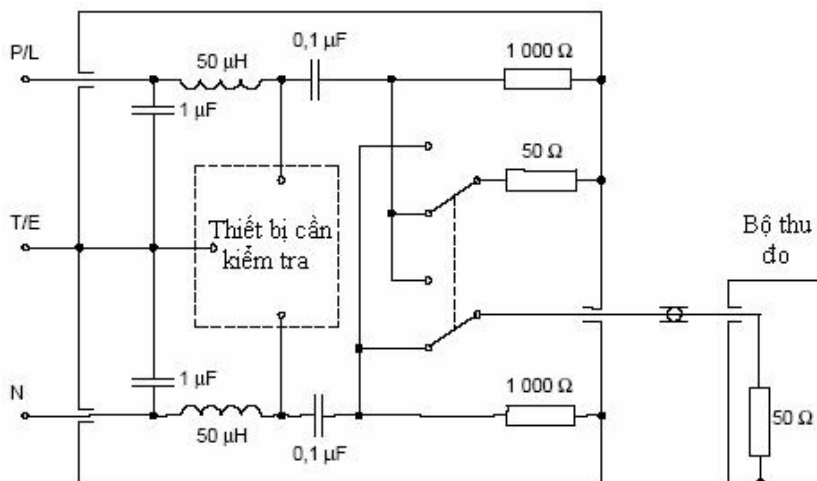 P/L
50 µH
0,1 µF
1 000 Ω
1 µF
50 Ω
T/E
Thiết bị cần
kiểm tra
Bộ thu
đo
N
1 µF
50 µH
0,1 µF
1 000 Ω
50 Ω